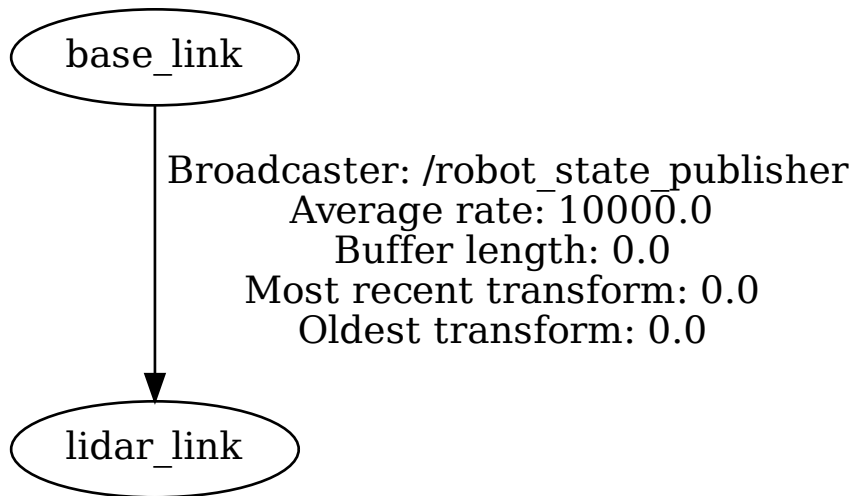 base_link
Broadcaster: /robot_state_publisher
Average rate: 10000.0
Buffer length: 0.0
Most recent transform: 0.0
Oldest transform: 0.0
lidar_link